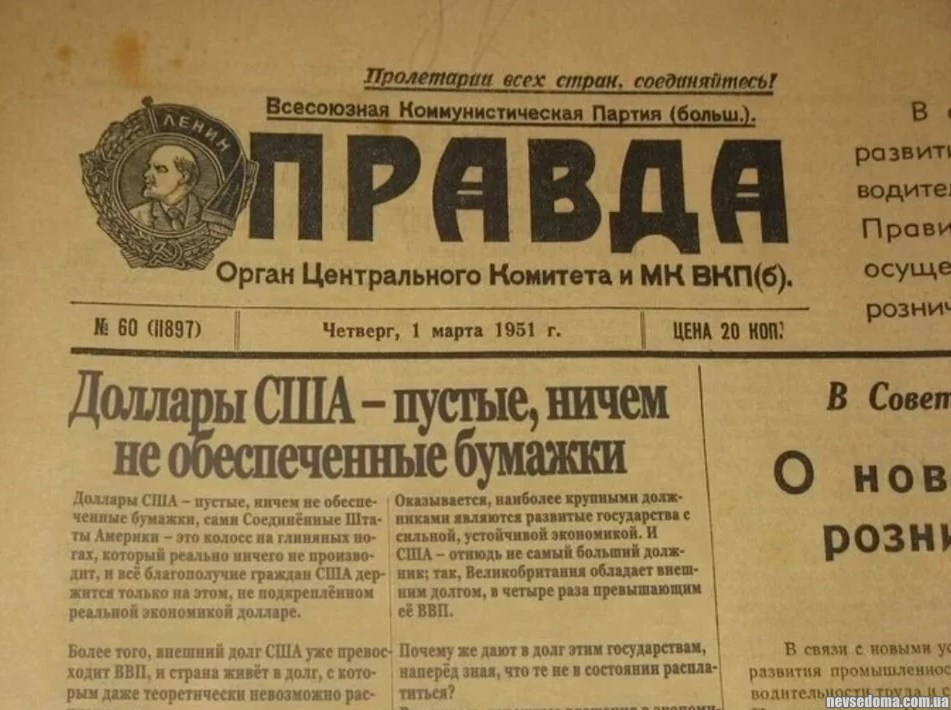 Пролетарии всех стран, соединяйтесь!
Всесоюзная Коммунистическая Партия (больш.).
ЛЕНИН
ПРАВДА
Орган Центрального Комитета и МК ВКП(б).
№ 60 (11897)
Четверг, 1 марта 1951 г.
ЦЕНА 20 КОП.
Доллары США – пустые, ничем
не обеспеченные бумажки
Доллары США – пустые, ничем не обеспе-
ченные бумажки, сами Соединённые Шта-
ты Америки – это колосс на глиняных но-
гах, который реально ничего не произво-
дит, и всё благополучие граждан США дер-
жится только на этом, не подкреплённом
реальной экономикой долларе.
Более того, внешний долг США уже превос-
ходит ВВП, и страна живёт в долг, с кото-
рым даже теоретически невозможно рас-
Оказывается, наиболее крупными долж-
никами являются развитые государства с
сильной, устойчивой экономикой. И
США – отнюдь не самый больший долж-
ник; так, Великобритания обладает внеш-
ним долгом, в четыре раза превышающим
её ВВП.
Почему же дают в долг этим государствам,
наперёд зная, что те не в состоянии распла-
титься?
В
развити
водител
Прави
осуще
рознич
В Совет
О нов
розни
В связи с новыми ус
развития промышленнос
водительности труда и с
nevsedoma.com.ua